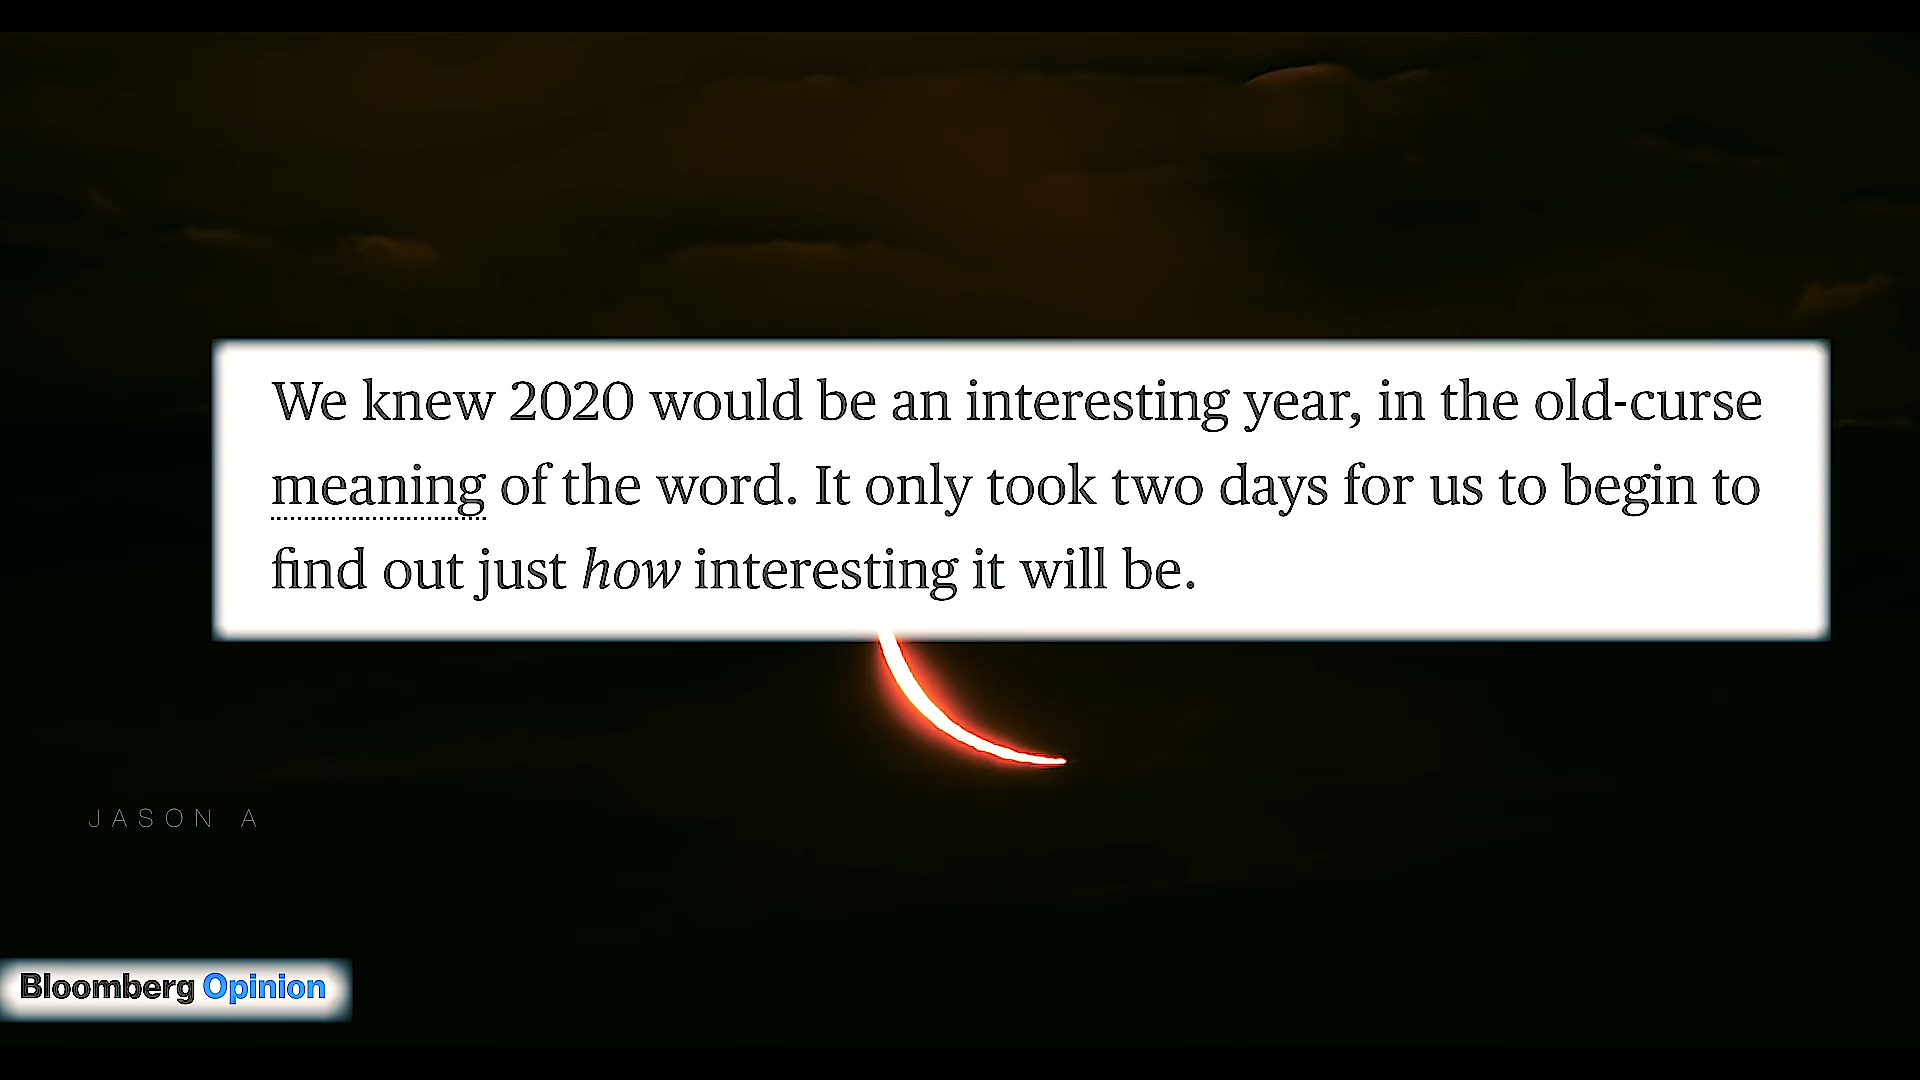 We knew 2020 would be an interesting year, in the old-curse
meaning of the word. It only took two days for us to begin to
find out just how interesting it will be.
JASON A
Bloomberg Opinion